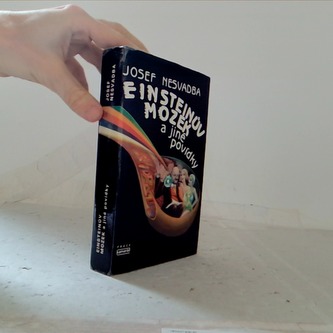 JOSEF NESVADBA
EINSTEINŮV
MOZEK
a jiné
povídky
JOSEF
NESVADBA
EINSTEINŮV
MOZEK a jiné povídky